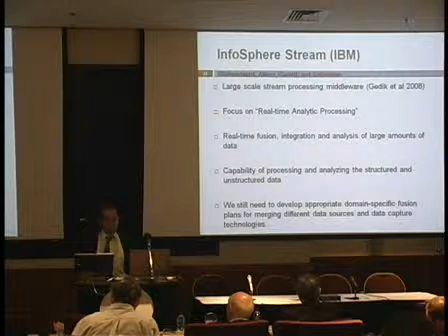 InfoSphere Stream (IBM)
Large scale stream processing middleware (Gedik et al 2008)
Focus on "Real-time Analytic Processing"
Real-time fusion, integration and analysis of large amounts of
data
Capability of processing and analyzing the structured and
unstructured data
We still need to develop appropriate domain-specific fusion
plans for merging different data sources and data capture
technologies.